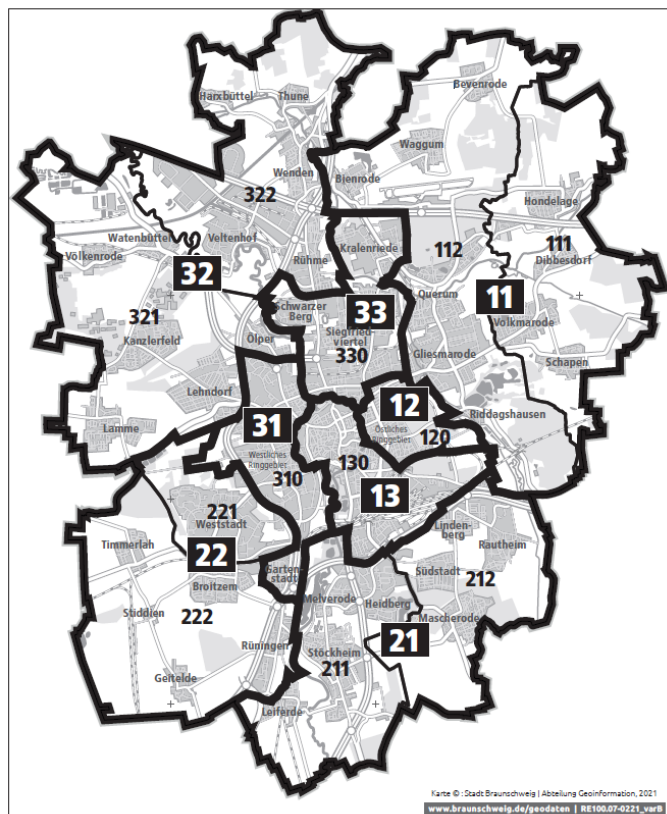 Harxbüttel
Thune
Bevenrode
Waggum
Wenden
Bienrode
322
Hondelage
Watenbüttel
Veltenhof
Kralenriede
112
111
Dibbesdorf
Völkenrode
Rühme
32
Querum
11
Schwarzer
Berg
33
321
Siegfried-
viertel
Völkmarode
Kanzlerfeld
Ölper
330
Gliesmarode
Schapen
Lehndorf
12
Riddagshausen
Lamme
31
Östliches
Ringgebiet
120
Westliches
Ringgebiet
130
310
13
221
Weststadt
Linden-
berg
Timmerlah
22
Rautheim
Garten-
stadt
Südstadt
212
Broitzem
Melverode
Heidberg
Mascherode
Stiddien
222
21
Rüningen
Stöckheim
211
Geitelde
Leiferde
Karte © : Stadt Braunschweig | Abteilung Geoinformation, 2021
www.braunschweig.de/geodaten | RE100.07-0221_varB